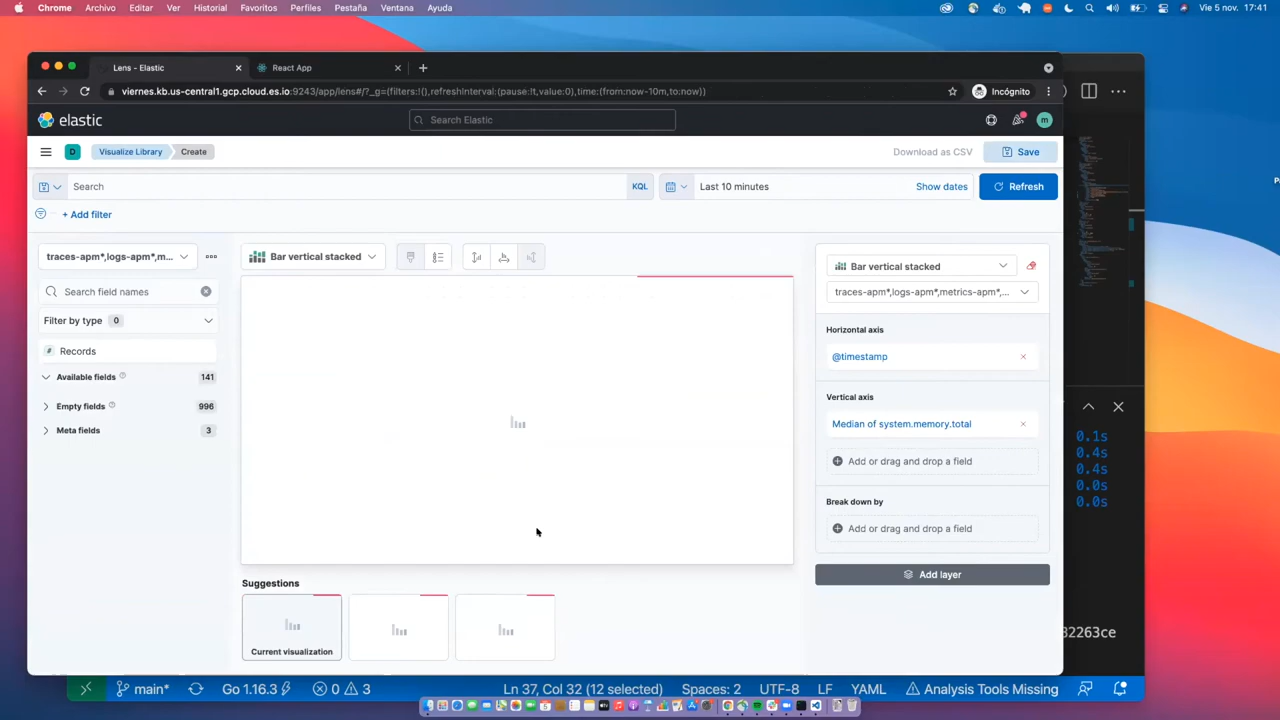 Chrome Archivo Editar Ver Historial Favoritos Perfiles Pestaña Ventana Ayuda Vie 5 nov. 17:41
Lens - Elastic
React App
viernes.kb.us-central1.gcp.cloud.es.io:9243/app/lens#/?_g=(filters:!(),refreshInterval:(pause:!t,value:0),time:(from:now-10m,to:now))
Incógnito
elastic
Search Elastic
m
D
Visualize Library
Create
Download as CSV
Save
Search
KQL
Last 10 minutes
Show dates
Refresh
+ Add filter
traces-apm*,logs-apm*,m...
Bar vertical stacked
Bar vertical stacked
Search field names
traces-apm*,logs-apm*,metrics-apm*,...
Filter by type 0
Horizontal axis
# Records
@timestamp
Available fields 141
Vertical axis
Empty fields 996
Median of system.memory.total
Meta fields 3
Add or drag and drop a field
Break down by
Add or drag and drop a field
Add layer
Suggestions
Current visualization
0.1s
0.4s
0.4s
0.0s
0.0s
32263ce
main* Go 1.16.3 0 3 Ln 37, Col 32 (12 selected) Spaces: 2 UTF-8 LF YAML Analysis Tools Missing